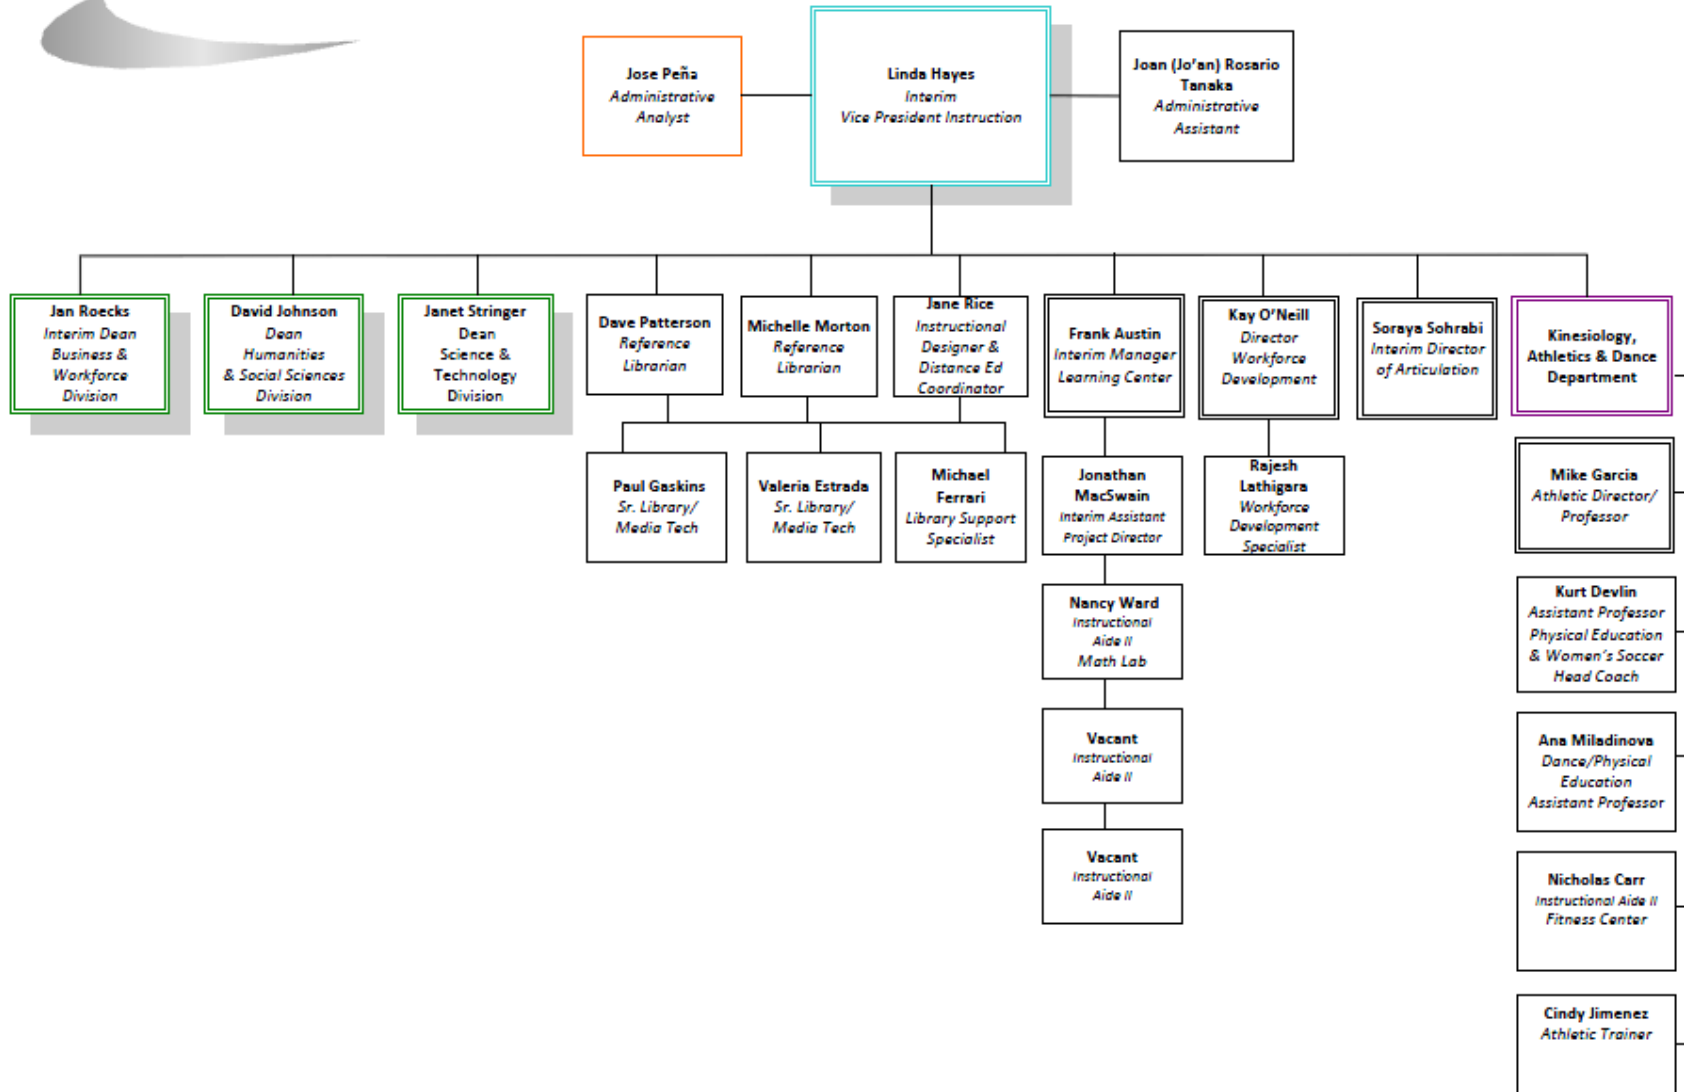 Jose Peña
Administrative
Analyst
Linda Hayes
Interim
Vice President Instruction
Joan (Jo'an) Rosario
Tanaka
Administrative
Assistant
Jan Roecks
Interim Dean
Business &
Workforce
Division
David Johnson
Dean
Humanities
& Social Sciences
Division
Janet Stringer
Dean
Science &
Technology
Division
Dave Patterson
Reference
Librarian
Michelle Morton
Reference
Librarian
Jane Rice
Instructional
Designer &
Distance Ed
Coordinator
Frank Austin
Interim Manager
Learning Center
Kay O'Neill
Director
Workforce
Development
Soraya Sohrabi
Interim Director
of Articulation
Kinesiology,
Athletics & Dance
Department
Paul Gaskins
Sr. Library/
Media Tech
Valeria Estrada
Sr. Library/
Media Tech
Michael
Ferrari
Library Support
Specialist
Jonathan
MacSwain
Interim Assistant
Project Director
Rajesh
Lathigara
Workforce
Development
Specialist
Mike Garcia
Athletic Director/
Professor
Nancy Ward
Instructional
Aide II
Math Lab
Kurt Devlin
Assistant Professor
Physical Education
& Women's Soccer
Head Coach
Vacant
Instructional
Aide II
Ana Miladinova
Dance/Physical
Education
Assistant Professor
Vacant
Instructional
Aide II
Nicholas Carr
Instructional Aide II
Fitness Center
Cindy Jimenez
Athletic Trainer